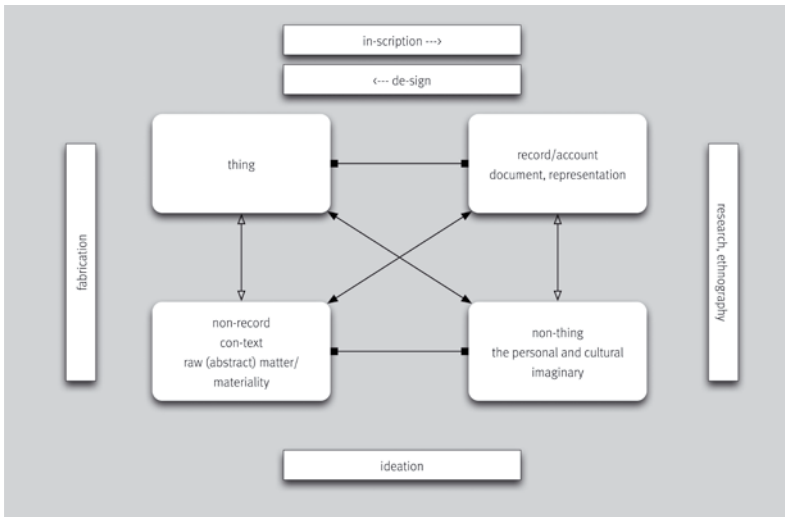 in-scription --->
<--- de-sign
thing
record/account
document, representation
fabrication
research, ethnography
non-record
con-text
raw (abstract) matter/
materiality
non-thing
the personal and cultural
imaginary
ideation